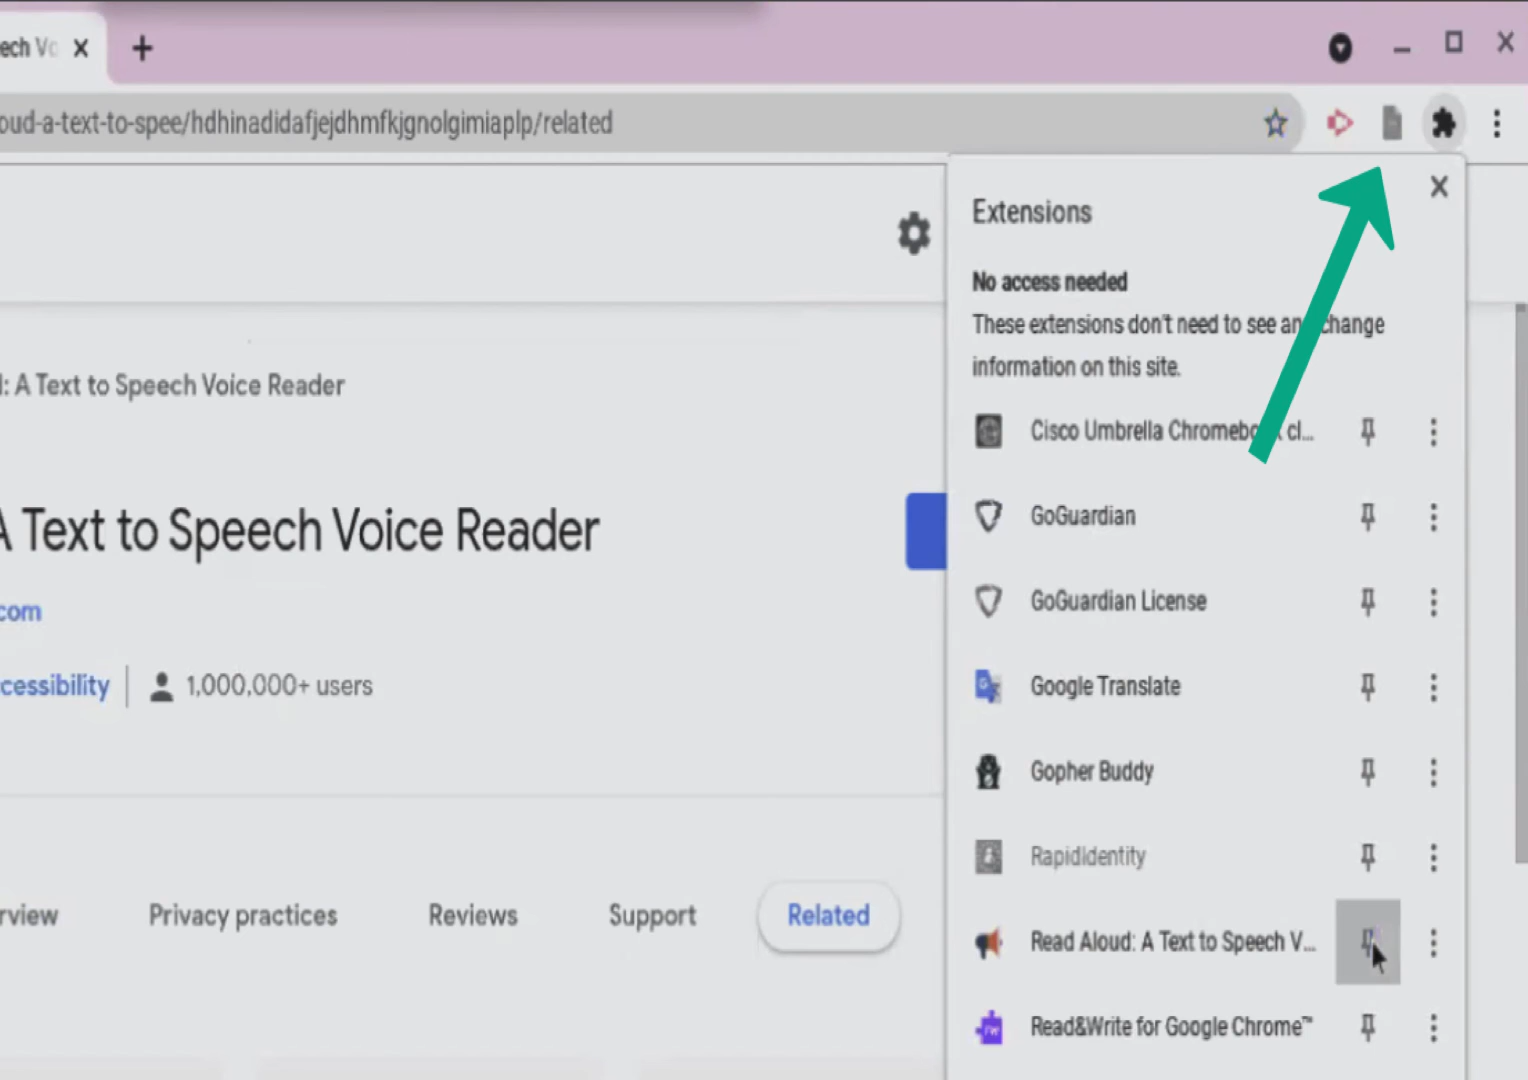 ech Vo
oud-a-text-to-spee/hdhinadidafjejdhmfkjgnolgimiaplp/related
Extensions
No access needed
These extensions don't need to see an change
information on this site.
l: A Text to Speech Voice Reader
Cisco Umbrella Chromebo k cl...
GoGuardian
A Text to Speech Voice Reader
GoGuardian License
com
cessibility
1,000,000+ users
Google Translate
Gopher Buddy
RapidIdentity
rview
Privacy practices
Reviews
Support
Related
Read Aloud: A Text to Speech V...
Read&Write for Google Chrome™